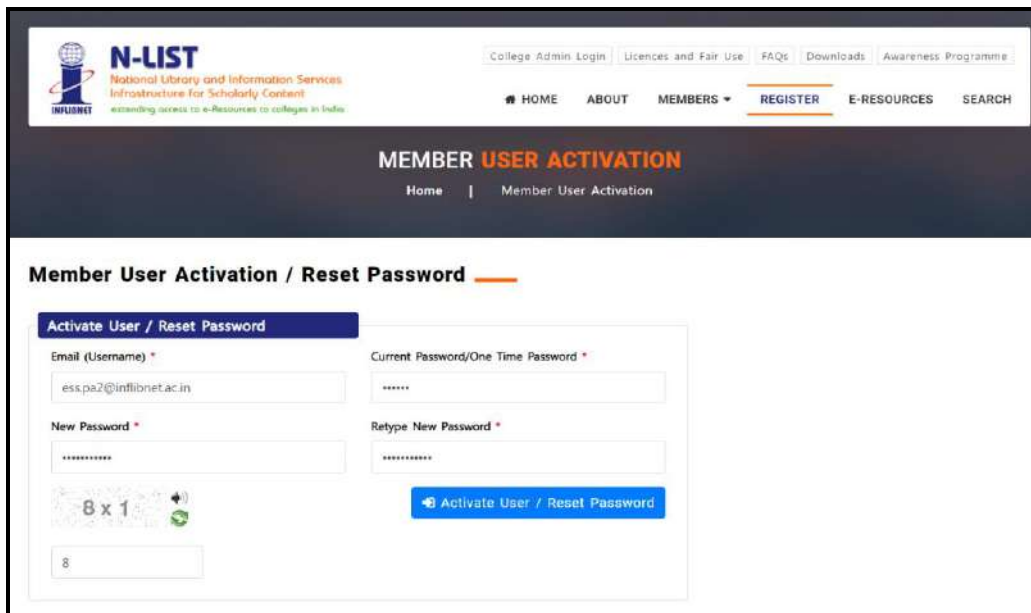 N-LIST
National Library and Information Services
Infrastructure for Scholarly Content
extending access to e-Resources to colleges in India
INFLIBNET
College Admin Login Licences and Fair Use FAQs Downloads Awareness Programme
HOME ABOUT MEMBERS REGISTER E-RESOURCES SEARCH
MEMBER USER ACTIVATION
Home | Member User Activation
Member User Activation / Reset Password
Activate User / Reset Password
Email (Username) * Current Password/One Time Password *
ess.pa2@inflibnet.ac.in ••••••
New Password * Retype New Password *
••••••••••• •••••••••••
8 x 1 Activate User / Reset Password
8